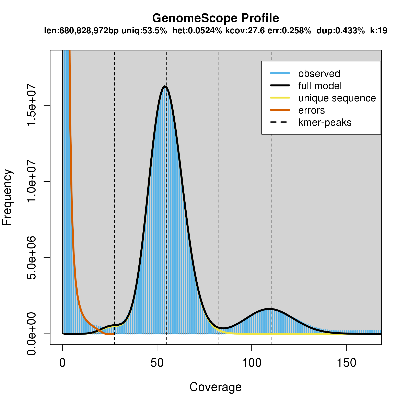 GenomeScope Profile
len:680,828,972bp uniq:53.5% het:0.0524% kcov:27.6 err:0.258% dup:0.433% k:19
observed
full model
unique sequence
errors
kmer-peaks
Frequency
0.0e+00
5.0e+06
1.0e+07
1.5e+07
0
50
100
150
Coverage